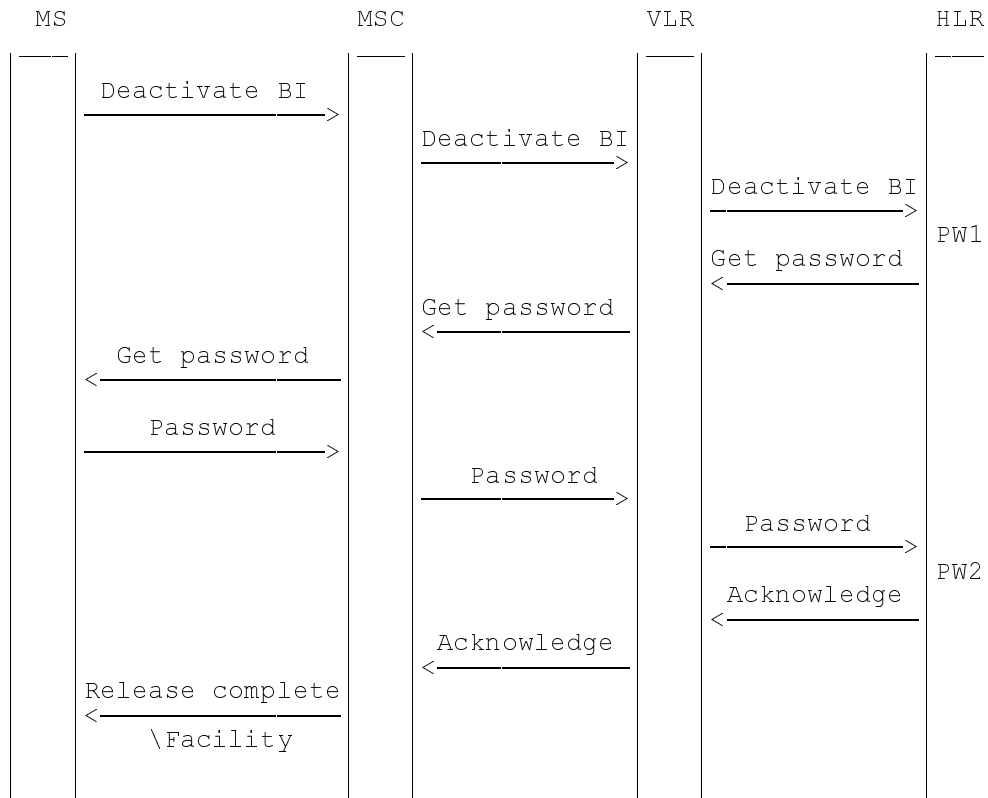 MS MSC VLR HLR
Deactivate BI
Deactivate BI
Deactivate BI
PW1
Get password
Get password
Get password
Password
Password
Password
PW2
Acknowledge
Acknowledge
Release complete
\Facility